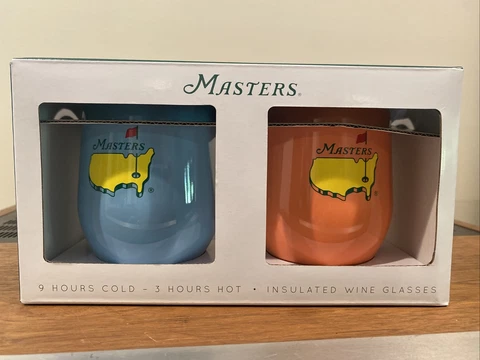 MASTERS®
MASTERS
®
MASTERS
®
9 HOURS COLD – 3 HOURS HOT • INSULATED WINE GLASSES